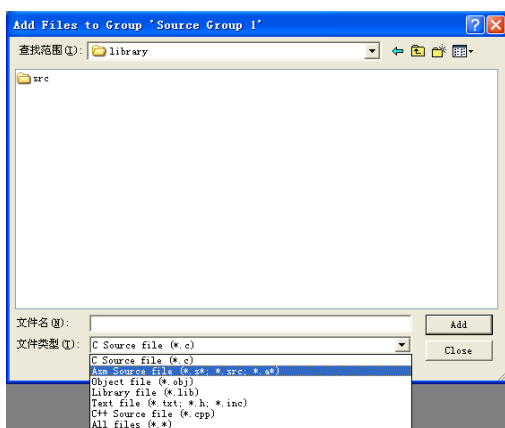 Add Files to Group 'Source Group 1'
查找范围(I): library
src
文件名(N):
Add
文件类型(T): C Source file (*.c)
Close
C Source file (*.c)
Asm Source file (*.s*; *.src; *.a*)
Object file (*.obj)
Library file (*.lib)
Text file (*.txt; *.h; *.inc)
C++ Source file (*.cpp)
All files (*.*)